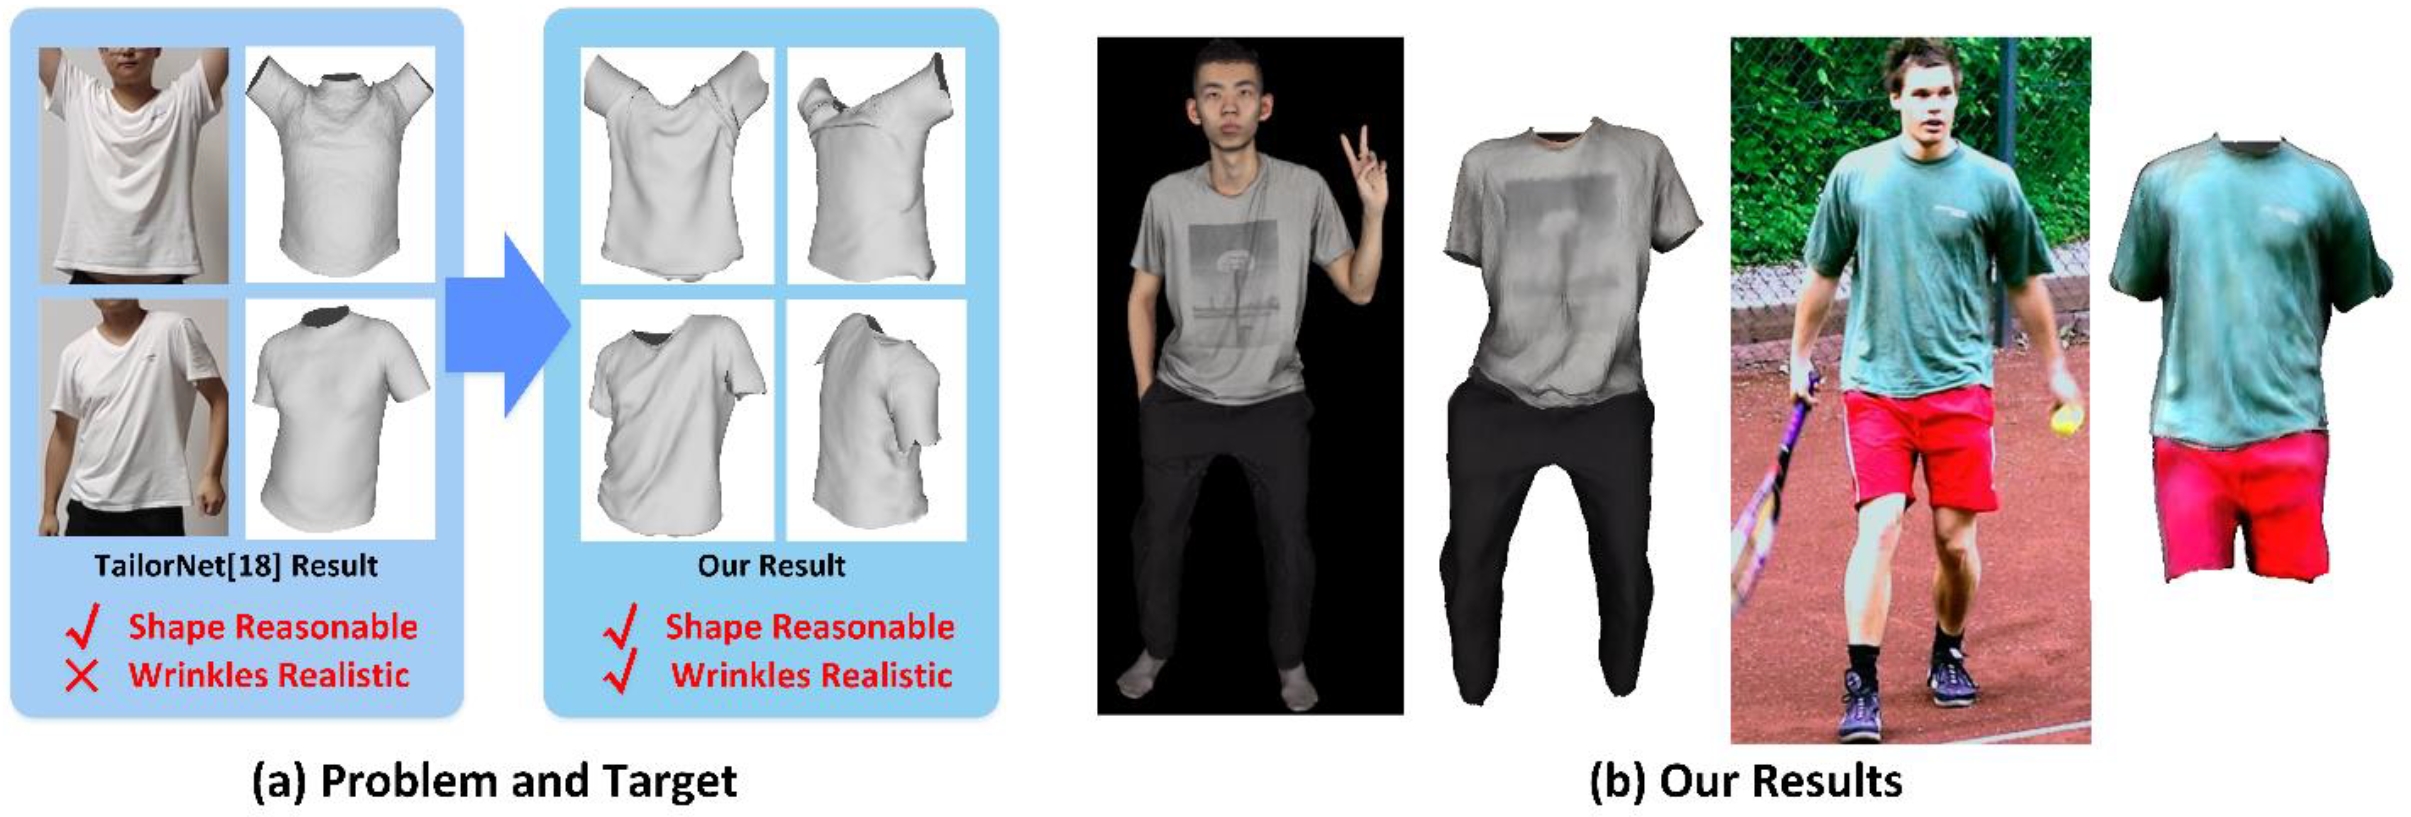 TailorNet[18] Result
Shape Reasonable
Wrinkles Realistic
Our Result
Shape Reasonable
Wrinkles Realistic
(a) Problem and Target
(b) Our Results